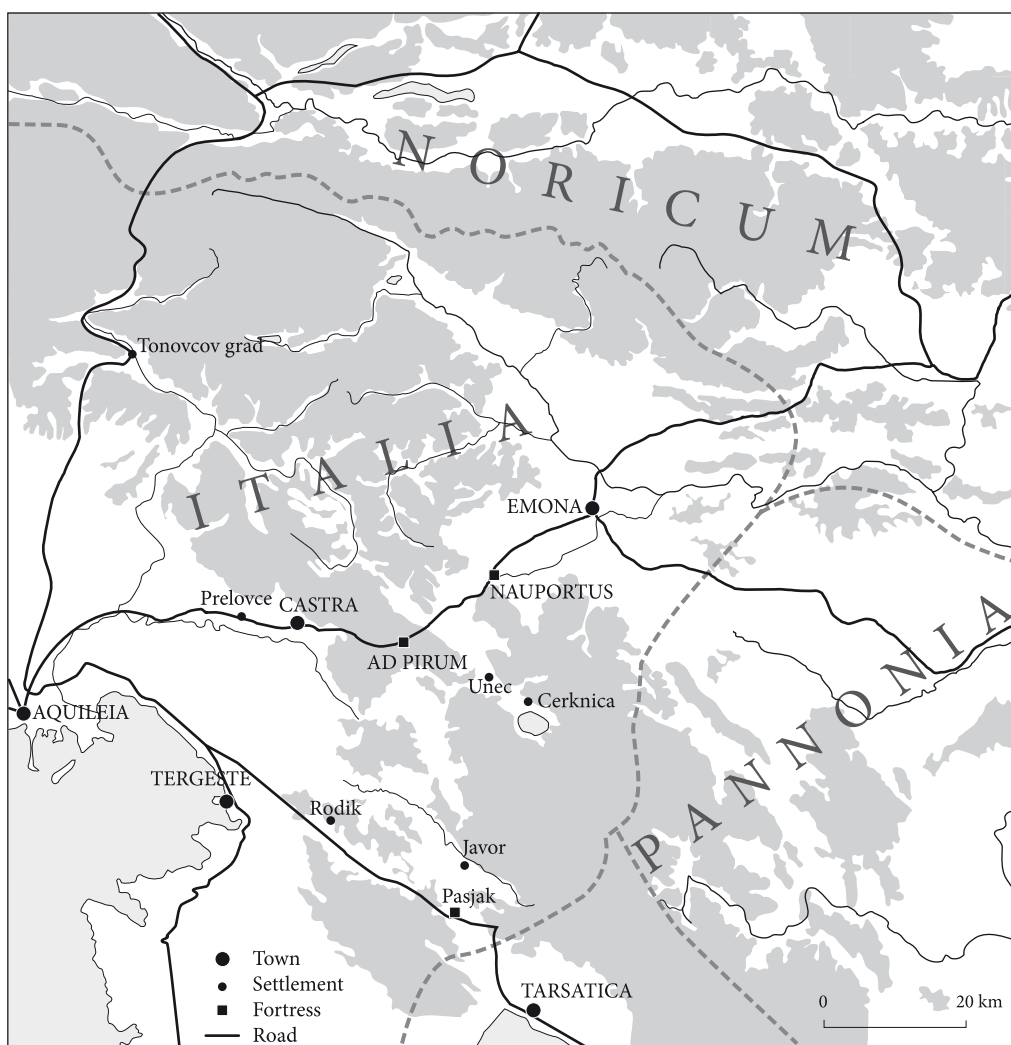 NORICUM
Tonovcov grad
ITALIA
EMONA
NAUPORTUS
Prelovce
CASTRA
AD PIRUM
Unec
Cerknica
PANNONIA
AQUILEIA
TERGESTE
Rodik
Javor
Pasjak
TARSATICA
Town
Settlement
Fortress
Road
0 20 km